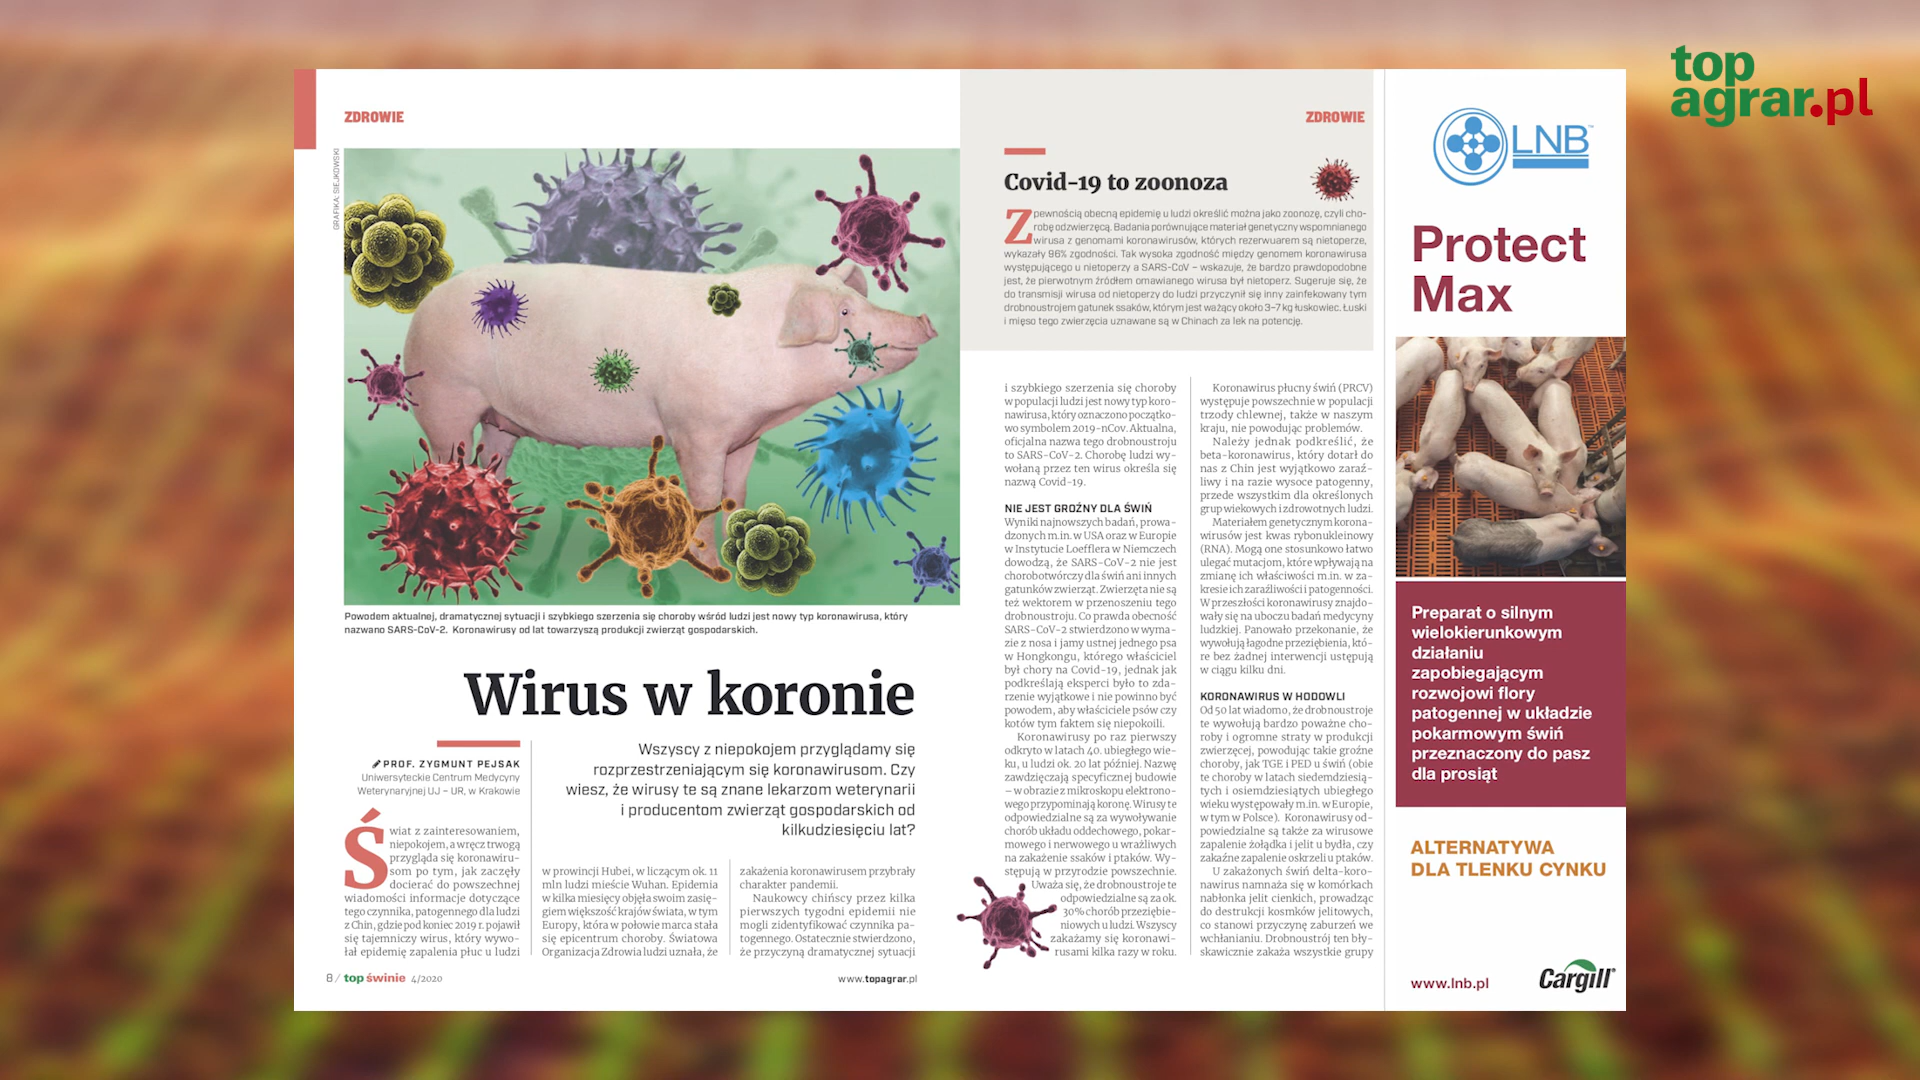 top
agrar.pl
ZDROWIE
GRAFIKA: SIEJKOWSKI
Powodem aktualnej, dramatycznej sytuacji i szybkiego szerzenia się choroby wśród ludzi jest nowy typ koronawirusa, który
nazwano SARS-CoV-2. Koronawirusy od lat towarzyszą produkcji zwierząt gospodarskich.
Wirus w koronie
PROF. ZYGMUNT PEJSAK
Uniwersyteckie Centrum Medycyny
Weterynaryjnej UJ – UR, w Krakowie
Wszyscy z niepokojem przyglądamy się
rozprzestrzeniającym się koronawirusom. Czy
wiesz, że wirusy te są znane lekarzom weterynarii
i producentom zwierząt gospodarskich od
kilkudziesięciu lat?
Świat z zainteresowaniem,
niepokojem, a wręcz trwogą
przygląda się koronawiru-
som po tym, jak zaczęły
docierać do powszechnej
wiadomości informacje dotyczące
tego czynnika, patogennego dla ludzi
z Chin, gdzie pod koniec 2019 r. pojawił
się tajemniczy wirus, który wywo-
łał epidemię zapalenia płuc u ludzi
w prowincji Hubei, w liczącym ok. 11
mln ludzi mieście Wuhan. Epidemia
w kilka miesięcy objęła swoim zasię-
giem większość krajów świata, w tym
Europy, która w połowie marca stała
się epicentrum choroby. Światowa
Organizacja Zdrowia ludzi uznała, że
zakażenia koronawirusem przybrały
charakter pandemii.
Naukowcy chińscy przez kilka
pierwszych tygodni epidemii nie
mogli zidentyfikować czynnika pa-
togennego. Ostatecznie stwierdzono,
że przyczyną dramatycznej sytuacji
8 / top świnie 4/2020
www.topagrar.pl
ZDROWIE
Covid-19 to zoonoza
Z pewnością obecną epidemię u ludzi określić można jako zoonozę, czyli cho-
robę odzwierzęcą. Badania porównujące materiał genetyczny wspomnianego
wirusa z genomami koronawirusów, których rezerwuarem są nietoperze,
wykazały 96% zgodności. Tak wysoka zgodność między genomem koronawirusa
występującego u nietoperzy a SARS-CoV – wskazuje, że bardzo prawdopodobne
jest, że pierwotnym źródłem omawianego wirusa był nietoperz. Sugeruje się, że
do transmisji wirusa od nietoperzy do ludzi przyczynił się inny zainfekowany tym
drobnoustrojem gatunek ssaków, którym jest ważący około 3–7 kg łuskowiec. Łuski
i mięso tego zwierzęcia uznawane są w Chinach za lek na potencję.
i szybkiego szerzenia się choroby
w populacji ludzi jest nowy typ koro-
nawirusa, który oznaczono początko-
wo symbolem 2019-nCov. Aktualna,
oficjalna nazwa tego drobnoustroju
to SARS-CoV-2. Chorobę ludzi wy-
wołaną przez ten wirus określa się
nazwą Covid-19.
NIE JEST GROŹNY DLA ŚWIŃ
Wyniki najnowszych badań, prowa-
dzonych m.in. w USA oraz w Europie
w Instytucie Loefflera w Niemczech
dowodzą, że SARS-CoV-2 nie jest
chorobotwórczy dla świń ani innych
gatunków zwierząt. Zwierzęta nie są
też wektorem w przenoszeniu tego
drobnoustroju. Co prawda obecność
SARS-CoV-2 stwierdzono w wyma-
zie z nosa i jamy ustnej jednego psa
w Hongkongu, którego właściciel
był chory na Covid-19, jednak jak
podkreślają eksperci było to zda-
rzenie wyjątkowe i nie powinno być
powodem, aby właściciele psów czy
kotów tym faktem się niepokoili.
Koronawirusy po raz pierwszy
odkryto w latach 40. ubiegłego wie-
ku, u ludzi ok. 20 lat później. Nazwę
zawdzięczają specyficznej budowie
– w obrazie z mikroskopu elektrono-
wego przypominają koronę. Wirusy te
odpowiedzialne są za wywoływanie
chorób układu oddechowego, pokar-
mowego i nerwowego u wrażliwych
na zakażenie ssaków i ptaków. Wy-
stępują w przyrodzie powszechnie.
Uważa się, że drobnoustroje te
odpowiedzialne są za ok.
30% chorób przeziębie-
niowych u ludzi. Wszyscy
zakażamy się koronawi-
rusami kilka razy w roku.
Koronawirus płucny świń (PRCV)
występuje powszechnie w populacji
trzody chlewnej, także w naszym
kraju, nie powodując problemów.
Należy jednak podkreślić, że
beta-koronawirus, który dotarł do
nas z Chin jest wyjątkowo zaraź-
liwy i na razie wysoce patogenny,
przede wszystkim dla określonych
grup wiekowych i zdrowotnych ludzi.
Materiałem genetycznym korona-
wirusów jest kwas rybonukleinowy
(RNA). Mogą one stosunkowo łatwo
ulegać mutacjom, które wpływają na
zmianę ich właściwości m.in. w za-
kresie ich zaraźliwości i patogenności.
W przeszłości koronawirusy znajdo-
wały się na uboczu badań medycyny
ludzkiej. Panowało przekonanie, że
wywołują łagodne przeziębienia, któ-
re bez żadnej interwencji ustępują
w ciągu kilku dni.
KORONAWIRUS W HODOWLI
Od 50 lat wiadomo, że drobnoustroje
te wywołują bardzo poważne cho-
roby i ogromne straty w produkcji
zwierzęcej, powodując takie groźne
choroby, jak TGE i PED u świń (obie
te choroby w latach siedemdziesią-
tych i osiemdziesiątych ubiegłego
wieku występowały m.in. w Europie,
w tym w Polsce). Koronawirusy od-
powiedzialne są także za wirusowe
zapalenie żołądka i jelit u bydła, czy
zakaźne zapalenie oskrzeli u ptaków.
U zakażonych świń delta-koro-
nawirus namnaża się w komórkach
nabłonka jelit cienkich, prowadząc
do destrukcji kosmków jelitowych,
co stanowi przyczynę zaburzeń we
wchłanianiu. Drobnoustrój ten bły-
skawicznie zakaża wszystkie grupy
LNB™
Protect
Max
Preparat o silnym
wielokierunkowym
działaniu
zapobiegającym
rozwojowi flory
patogennej w układzie
pokarmowym świń
przeznaczony do pasz
dla prosiąt
ALTERNATYWA
DLA TLENKU CYNKU
www.lnb.pl
Cargill®